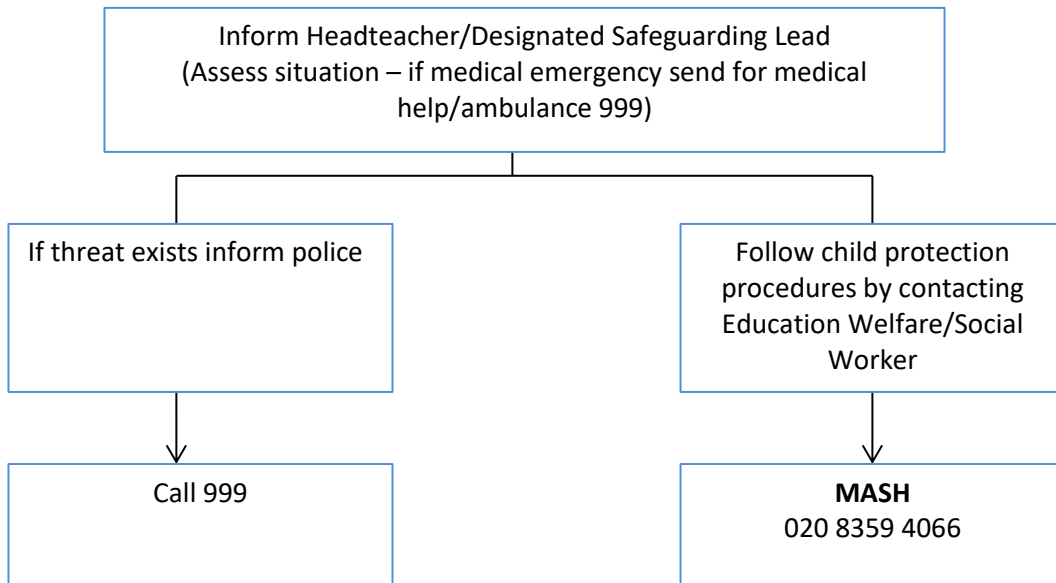 Inform Headteacher/Designated Safeguarding Lead
(Assess situation – if medical emergency send for medical
help/ambulance 999)
If threat exists inform police
Follow child protection
procedures by contacting
Education Welfare/Social
Worker
Call 999
MASH
020 8359 4066